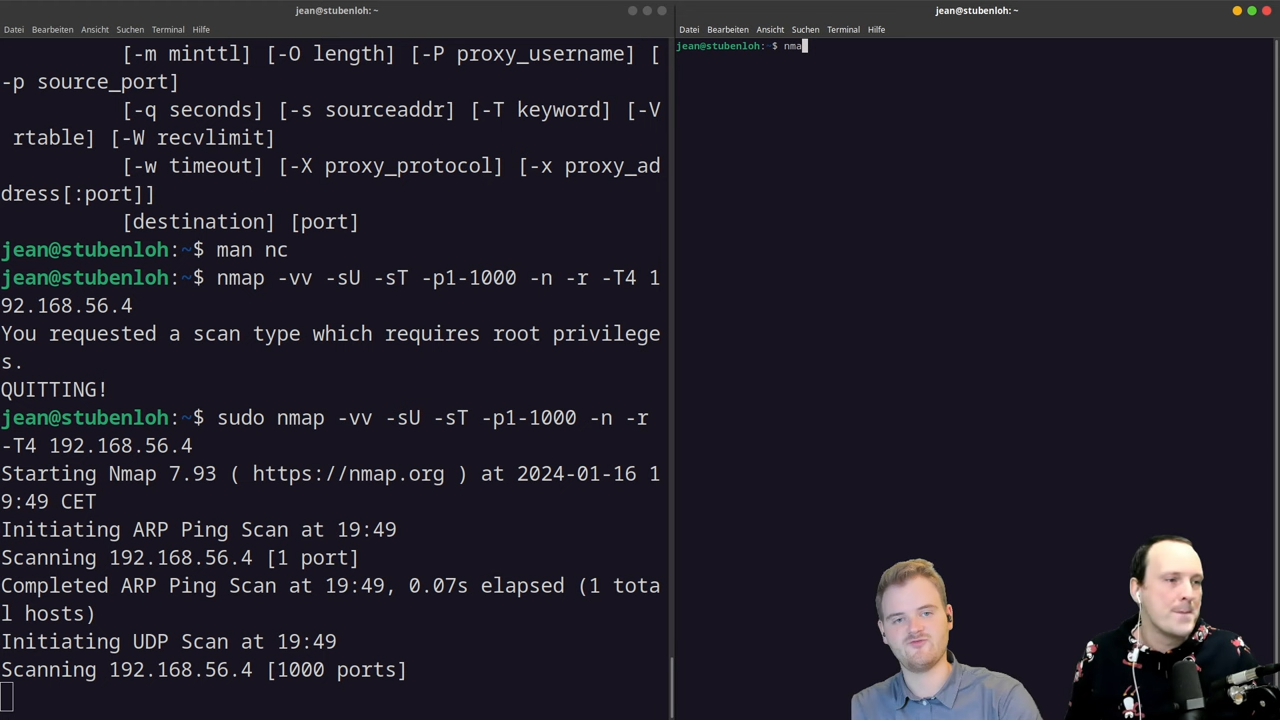 jean@stubenloh: ~
Datei Bearbeiten Ansicht Suchen Terminal Hilfe
[-m minttl] [-O length] [-P proxy_username] [
-p source_port]
[-q seconds] [-s sourceaddr] [-T keyword] [-V
rtable] [-W recvlimit]
[-w timeout] [-X proxy_protocol] [-x proxy_ad
dress[:port]]
[destination] [port]
jean@stubenloh:~$ man nc
jean@stubenloh:~$ nmap -vv -sU -sT -p1-1000 -n -r -T4 1
92.168.56.4
You requested a scan type which requires root privilege
s.
QUITTING!
jean@stubenloh:~$ sudo nmap -vv -sU -sT -p1-1000 -n -r
-T4 192.168.56.4
Starting Nmap 7.93 ( https://nmap.org ) at 2024-01-16 1
9:49 CET
Initiating ARP Ping Scan at 19:49
Scanning 192.168.56.4 [1 port]
Completed ARP Ping Scan at 19:49, 0.07s elapsed (1 tota
l hosts)
Initiating UDP Scan at 19:49
Scanning 192.168.56.4 [1000 ports]
jean@stubenloh: ~
Datei Bearbeiten Ansicht Suchen Terminal Hilfe
jean@stubenloh:~$ nma